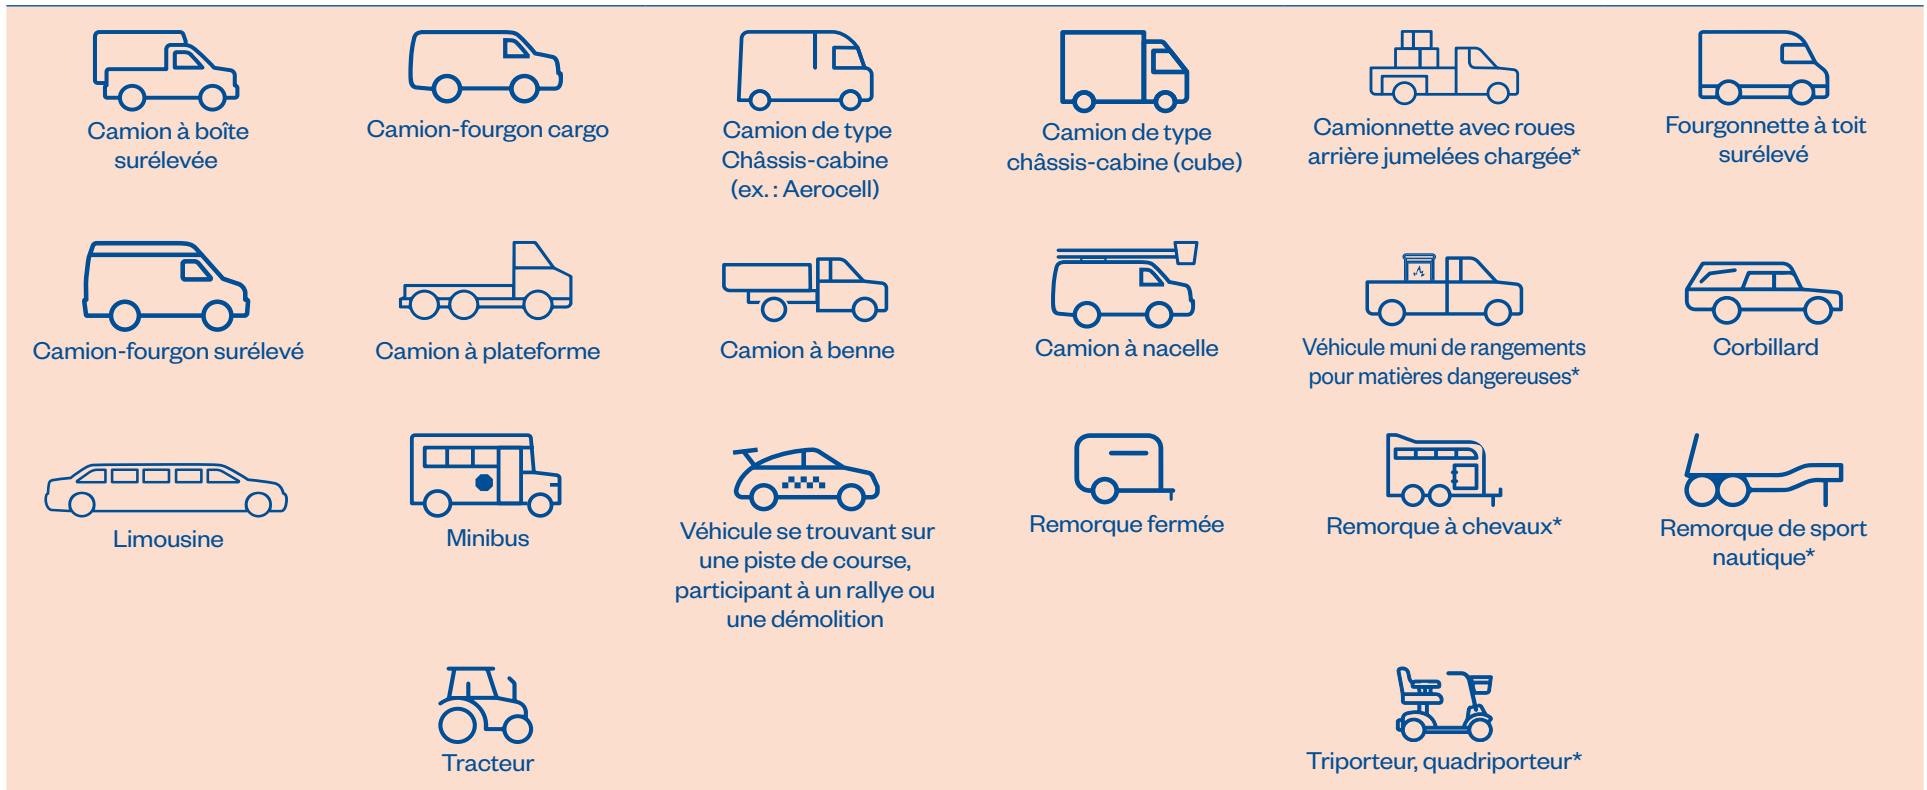 Camion à boîte
surélevée
Camion-fourgon cargo
Camion de type
Châssis-cabine
(ex. : Aerocell)
Camion de type
châssis-cabine (cube)
Camionnette avec roues
arrière jumelées chargée*
Fourgonnette à toit
surélevé
Camion-fourgon surélevé
Camion à plateforme
Camion à benne
Camion à nacelle
Véhicule muni de rangements
pour matières dangereuses*
Corbillard
Limousine
Minibus
Véhicule se trouvant sur
une piste de course,
participant à un rallye ou
une démolition
Remorque fermée
Remorque à chevaux*
Remorque de sport
nautique*
Tracteur
Triporteur, quadriporteur*